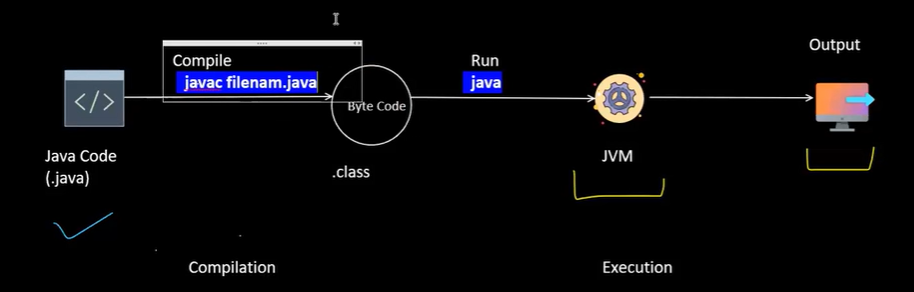 Output
Compile
Run
javac filenam.java
java
</>
Byte Code
Java Code
(.java)
JVM
.class
Compilation
Execution